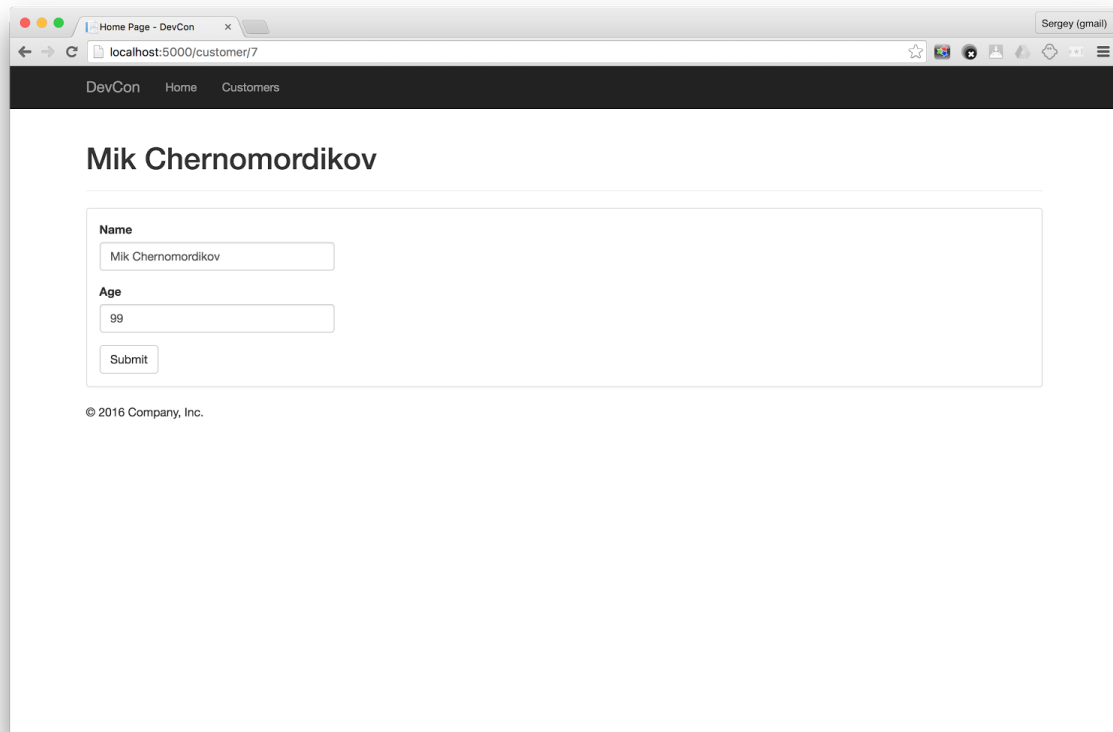 Home Page - DevCon
Sergey (gmail)
localhost:5000/customer/7
DevCon Home Customers
Mik Chernomordikov
Name
Mik Chernomordikov
Age
99
Submit
© 2016 Company, Inc.